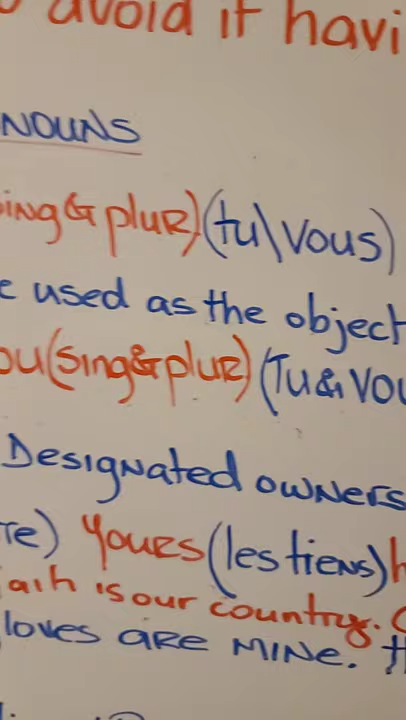 avoid it havi
NOUNS
ing & plur) (tu\vous)
e used as the object
ou (sing & plur) (Tu & vou
Designated owners
re) yours (les tiens) h
is our country.
loves are mine.